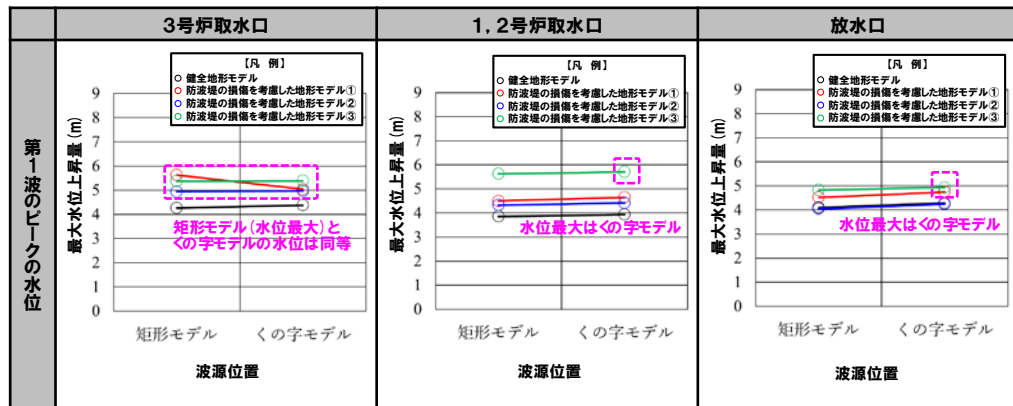 3号炉取水口
1,2号炉取水口
放水口
第1波のピークの水位
【凡 例】
健全地形モデル
防波堤の損傷を考慮した地形モデル①
防波堤の損傷を考慮した地形モデル②
防波堤の損傷を考慮した地形モデル③
最大水位上昇量(m)
9
8
7
6
5
4
3
2
1
0
矩形モデル(水位最大)と
くの字モデルの水位は同等
矩形モデル
くの字モデル
波源位置
【凡 例】
健全地形モデル
防波堤の損傷を考慮した地形モデル①
防波堤の損傷を考慮した地形モデル②
防波堤の損傷を考慮した地形モデル③
最大水位上昇量(m)
9
8
7
6
5
4
3
2
1
0
水位最大はくの字モデル
矩形モデル
くの字モデル
波源位置
【凡 例】
健全地形モデル
防波堤の損傷を考慮した地形モデル①
防波堤の損傷を考慮した地形モデル②
防波堤の損傷を考慮した地形モデル③
最大水位上昇量(m)
9
8
7
6
5
4
3
2
1
0
水位最大はくの字モデル
矩形モデル
くの字モデル
波源位置